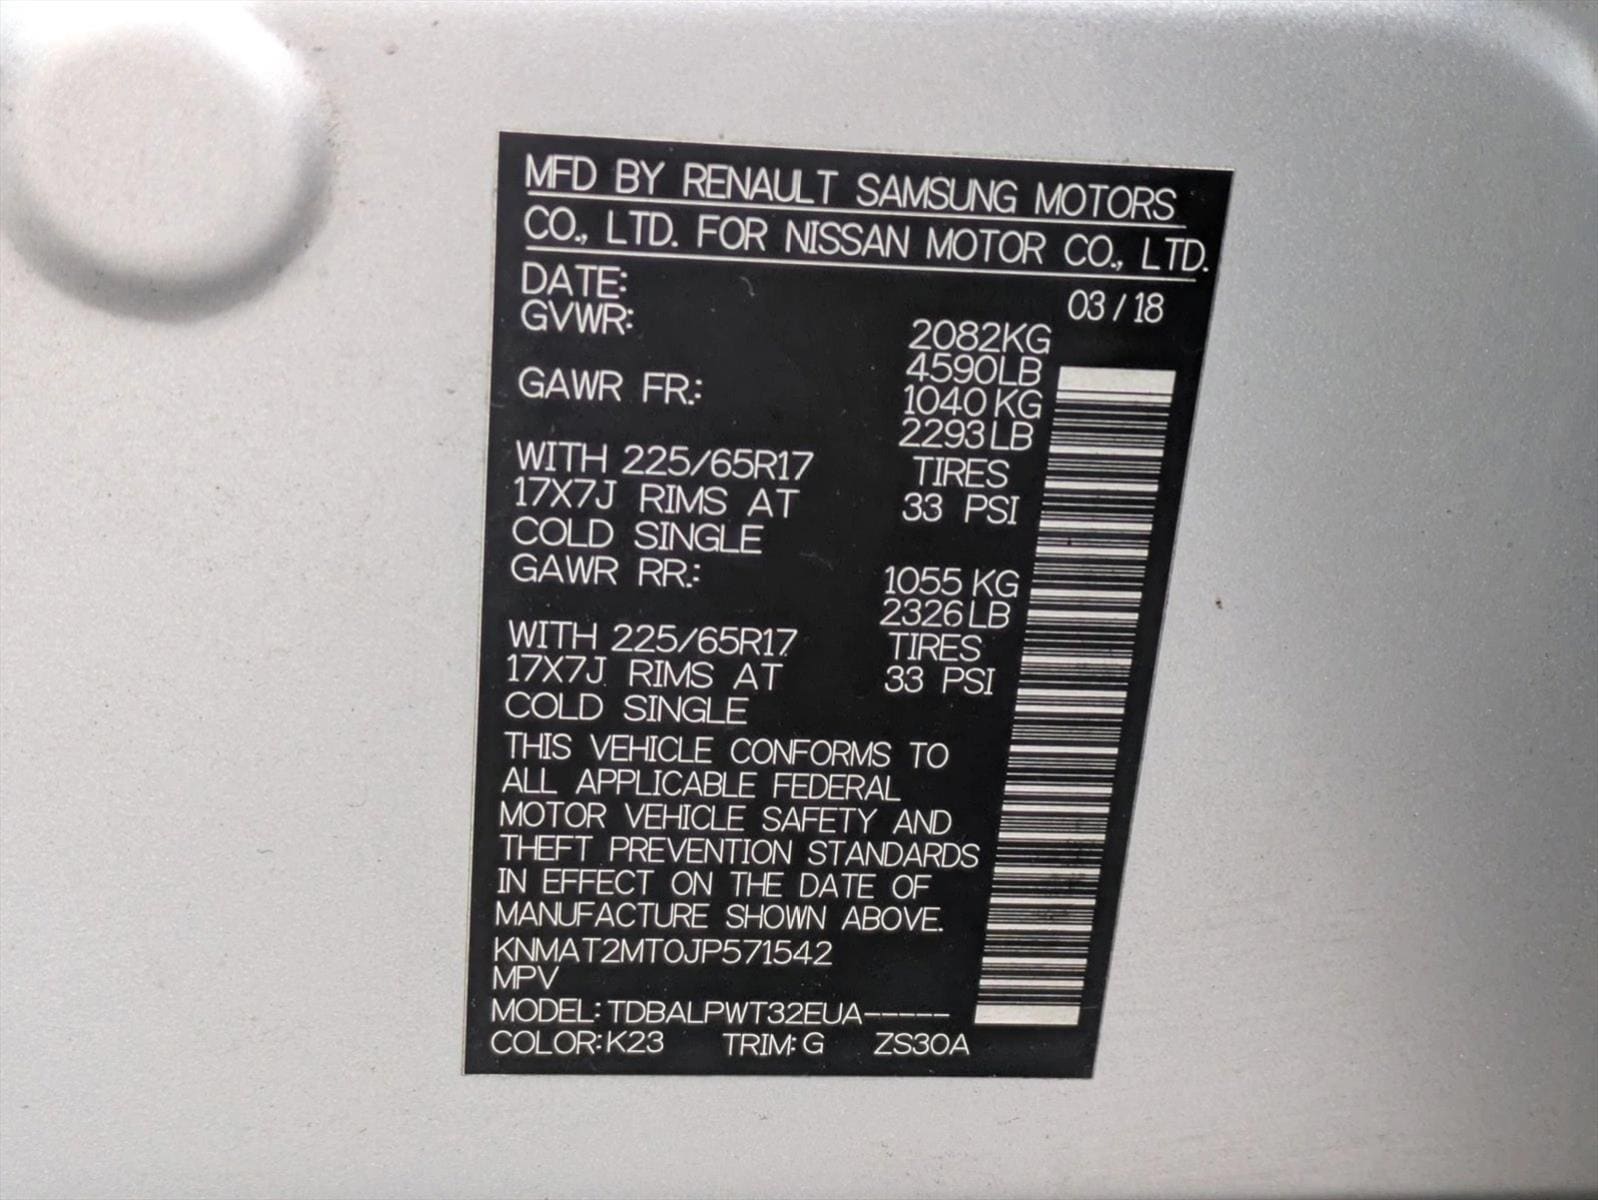 MFD BY RENAULT SAMSUNG MOTORS
CO., LTD. FOR NISSAN MOTOR CO., LTD.
DATE: 03 / 18
GVWR: 2082KG
4590LB
GAWR FR.: 1040 KG
2293 LB
WITH 225/65R17 TIRES
17X7J RIMS AT 33 PSI
COLD SINGLE
GAWR RR.: 1055 KG
2326 LB
WITH 225/65R17 TIRES
17X7J RIMS AT 33 PSI
COLD SINGLE
THIS VEHICLE CONFORMS TO
ALL APPLICABLE FEDERAL
MOTOR VEHICLE SAFETY AND
THEFT PREVENTION STANDARDS
IN EFFECT ON THE DATE OF
MANUFACTURE SHOWN ABOVE.
KNMAT2MT0JP571542
MPV
MODEL: TDBALPWT32EUA-----
COLOR: K23 TRIM: G ZS30A